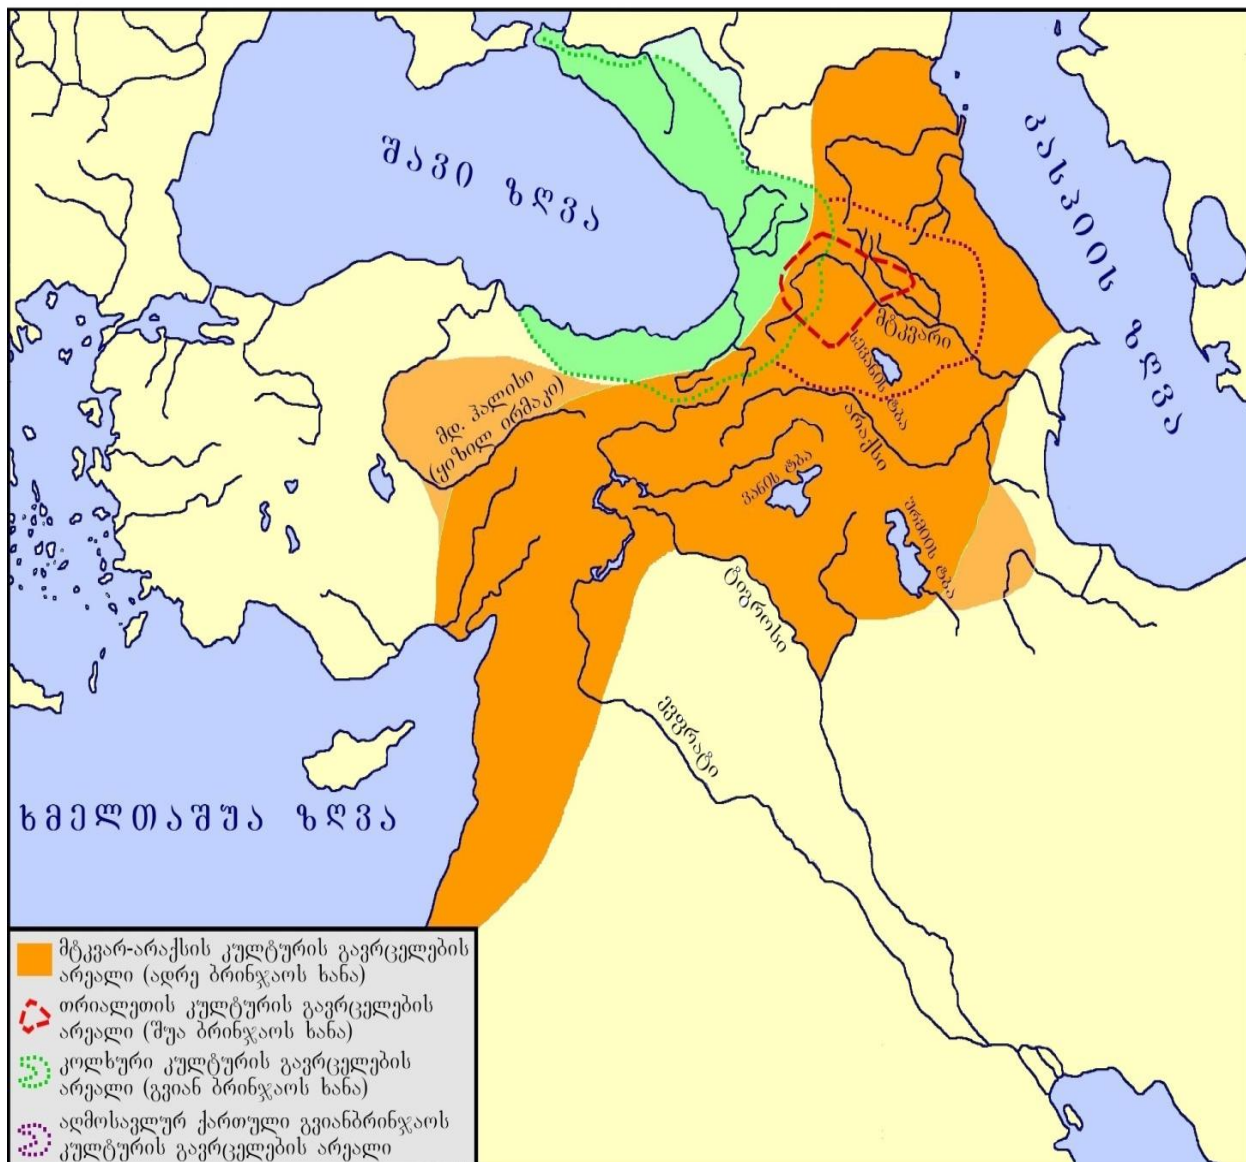 შავი ზღვა
კასპიის ზღვა
მტკვარი
სევანის ტბა
არაქსი
მდ. ჰალისი
(ყიზილ ირმაკი)
ვანის ტბა
ურმიის ტბა
ტიგროსი
ევფრატი
ხმელთაშუა ზღვა
მტკვარ-არაქსის კულტურის გავრცელების
არეალი (ადრე ბრინჯაოს ხანა)
თრიალეთის კულტურის გავრცელების
არეალი (შუა ბრინჯაოს ხანა)
კოლხური კულტურის გავრცელების
არეალი (გვიან ბრინჯაოს ხანა)
აღმოსავლურ ქართული გვიანბრინჯაოს
კულტურის გავრცელების არეალი